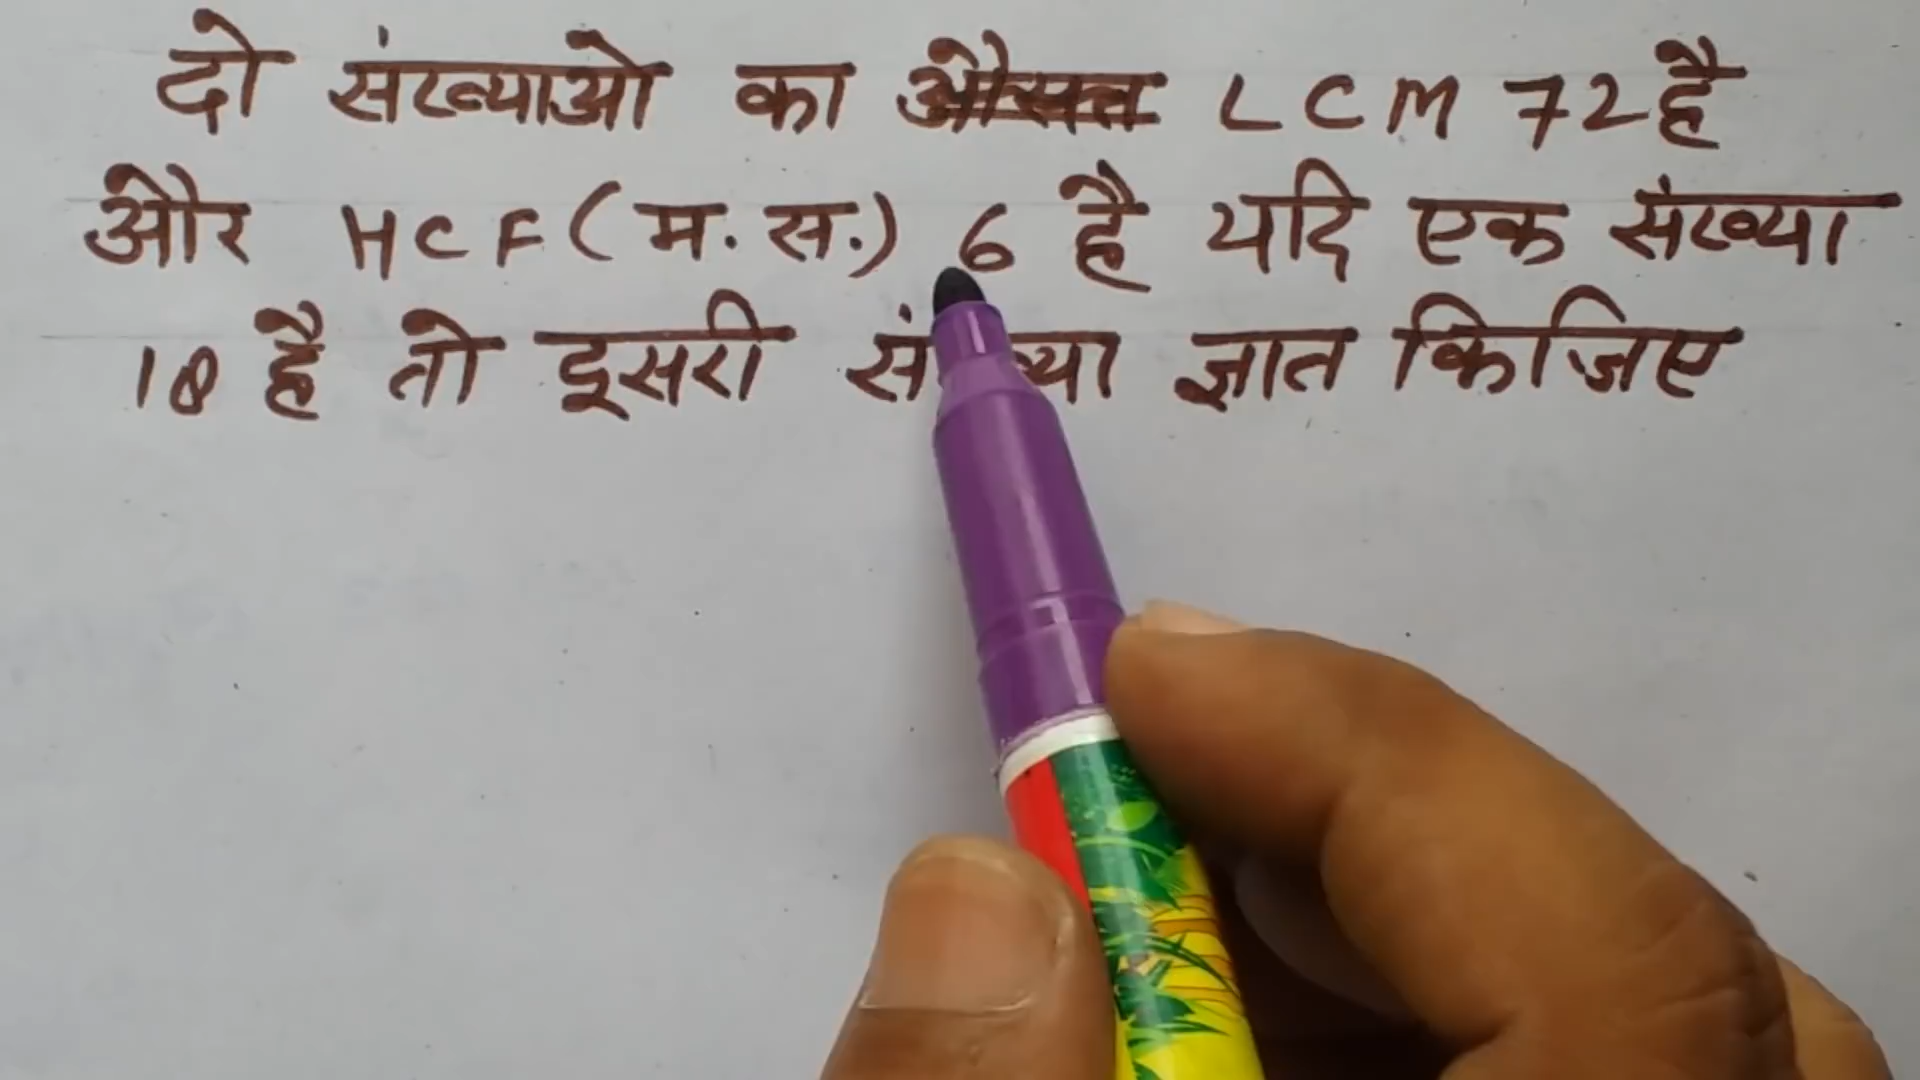 दो संख्याओ का LCM 72 है
और HCF (म. स.) 6 है यदि एक संख्या
18 है तो दूसरी ज्ञात किजिए